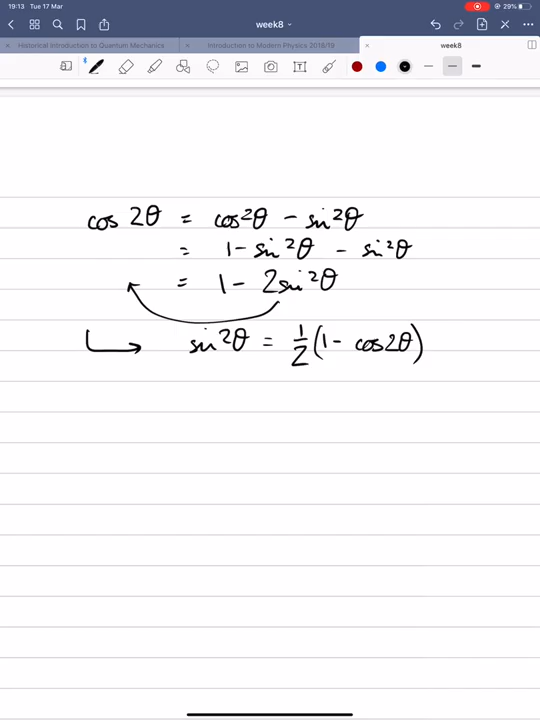 19:13 Tue 17 Mar 29%
week8
Historical Introduction to Quantum Mechanics
Introduction to Modern Physics 2018/19
week8
cos 2θ = cos²θ - sin²θ
= 1 - sin²θ - sin²θ
= 1 - 2sin²θ
sin²θ = 1/2 (1 - cos2θ)